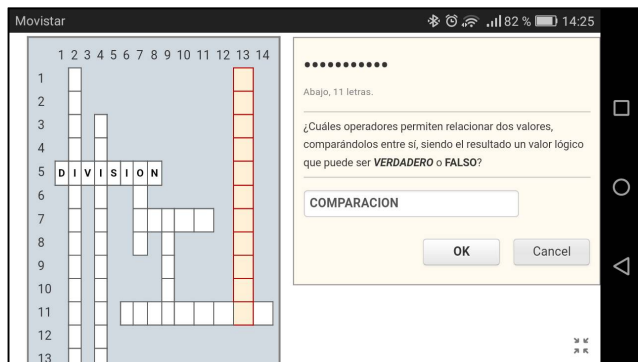 Movistar
82 %
14:25
1 2 3 4 5 6 7 8 9 10 11 12 13 14
1
2
3
4
5 D I V I S I O N
6
7
8
9
10
11
12
13
•••••••••••
Abajo, 11 letras.
¿Cuáles operadores permiten relacionar dos valores,
comparándolos entre sí, siendo el resultado un valor lógico
que puede ser VERDADERO o FALSO?
COMPARACION
OK
Cancel